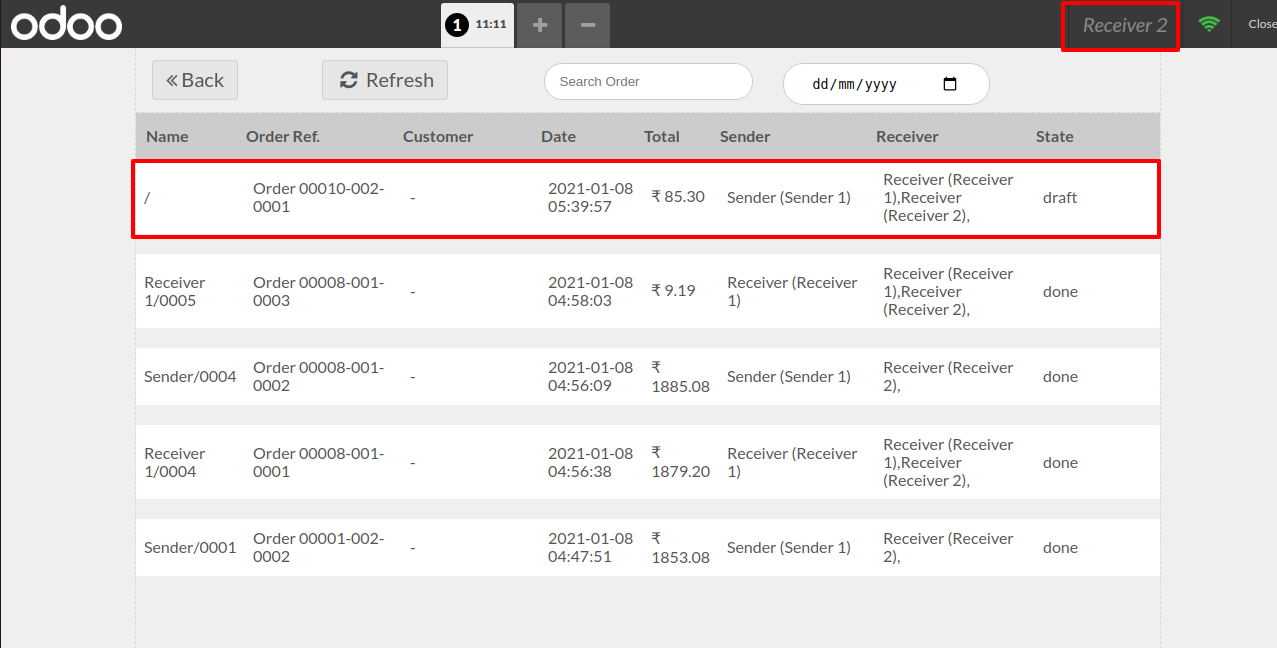 odoo 1 11:11 + − Receiver 2 Close
« Back Refresh Search Order dd/mm/yyyy
Name Order Ref. Customer Date Total Sender Receiver State
/ Order 00010-002-0001 - 2021-01-08 05:39:57 ₹ 85.30 Sender (Sender 1) Receiver (Receiver 1),Receiver (Receiver 2), draft
Receiver 1/0005 Order 00008-001-0003 - 2021-01-08 04:58:03 ₹ 9.19 Receiver (Receiver 1) Receiver (Receiver 1),Receiver (Receiver 2), done
Sender/0004 Order 00008-001-0002 - 2021-01-08 04:56:09 ₹ 1885.08 Sender (Sender 1) Receiver (Receiver 2), done
Receiver 1/0004 Order 00008-001-0001 - 2021-01-08 04:56:38 ₹ 1879.20 Receiver (Receiver 1) Receiver (Receiver 1),Receiver (Receiver 2), done
Sender/0001 Order 00001-002-0002 - 2021-01-08 04:47:51 ₹ 1853.08 Sender (Sender 1) Receiver (Receiver 2), done